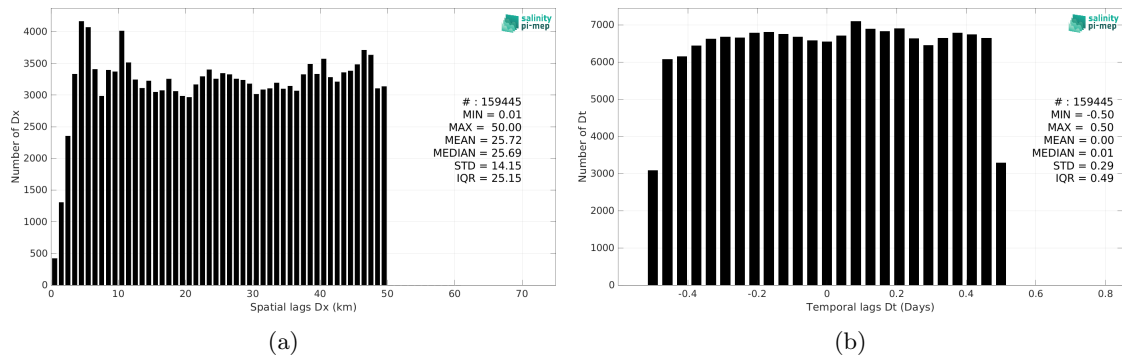 salinity
pi-mep
4000
3500
3000
2500
2000
1500
1000
500
0
Number of Dx
# : 159445
MIN = 0.01
MAX = 50.00
MEAN = 25.72
MEDIAN = 25.69
STD = 14.15
IQR = 25.15
0 10 20 30 40 50 60 70
Spatial lags Dx (km)
(a)
salinity
pi-mep
7000
6000
5000
4000
3000
2000
1000
0
Number of Dt
# : 159445
MIN = -0.50
MAX = 0.50
MEAN = 0.00
MEDIAN = 0.01
STD = 0.29
IQR = 0.49
-0.4 -0.2 0 0.2 0.4 0.6 0.8
Temporal lags Dt (Days)
(b)